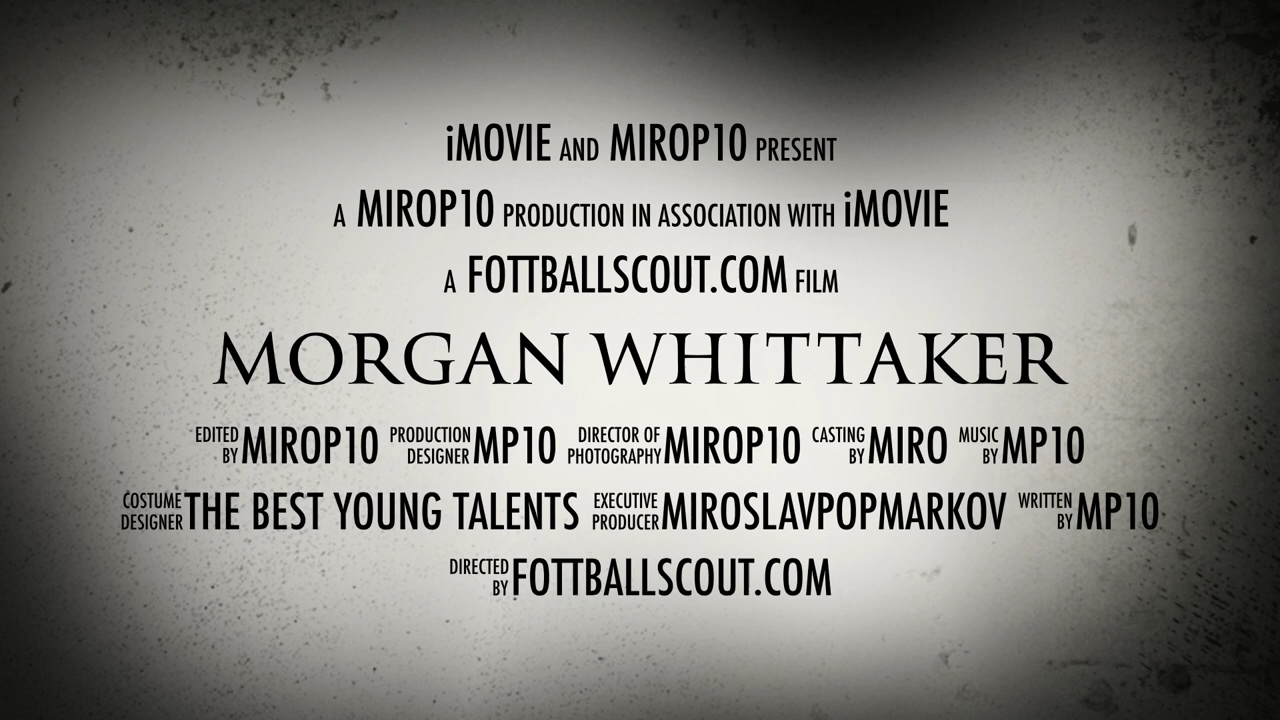 iMOVIE AND MIROP10 PRESENT
A MIROP10 PRODUCTION IN ASSOCIATION WITH iMOVIE
A FOTTBALLSCOUT.COM FILM
MORGAN WHITTAKER
EDITED BY MIROP10 PRODUCTION DESIGNER MP10 DIRECTOR OF PHOTOGRAPHY MIROP10 CASTING BY MIRO MUSIC BY MP10
COSTUME DESIGNER THE BEST YOUNG TALENTS EXECUTIVE PRODUCER MIROSLAVPOPMARKOV WRITTEN BY MP10
DIRECTED BY FOTTBALLSCOUT.COM